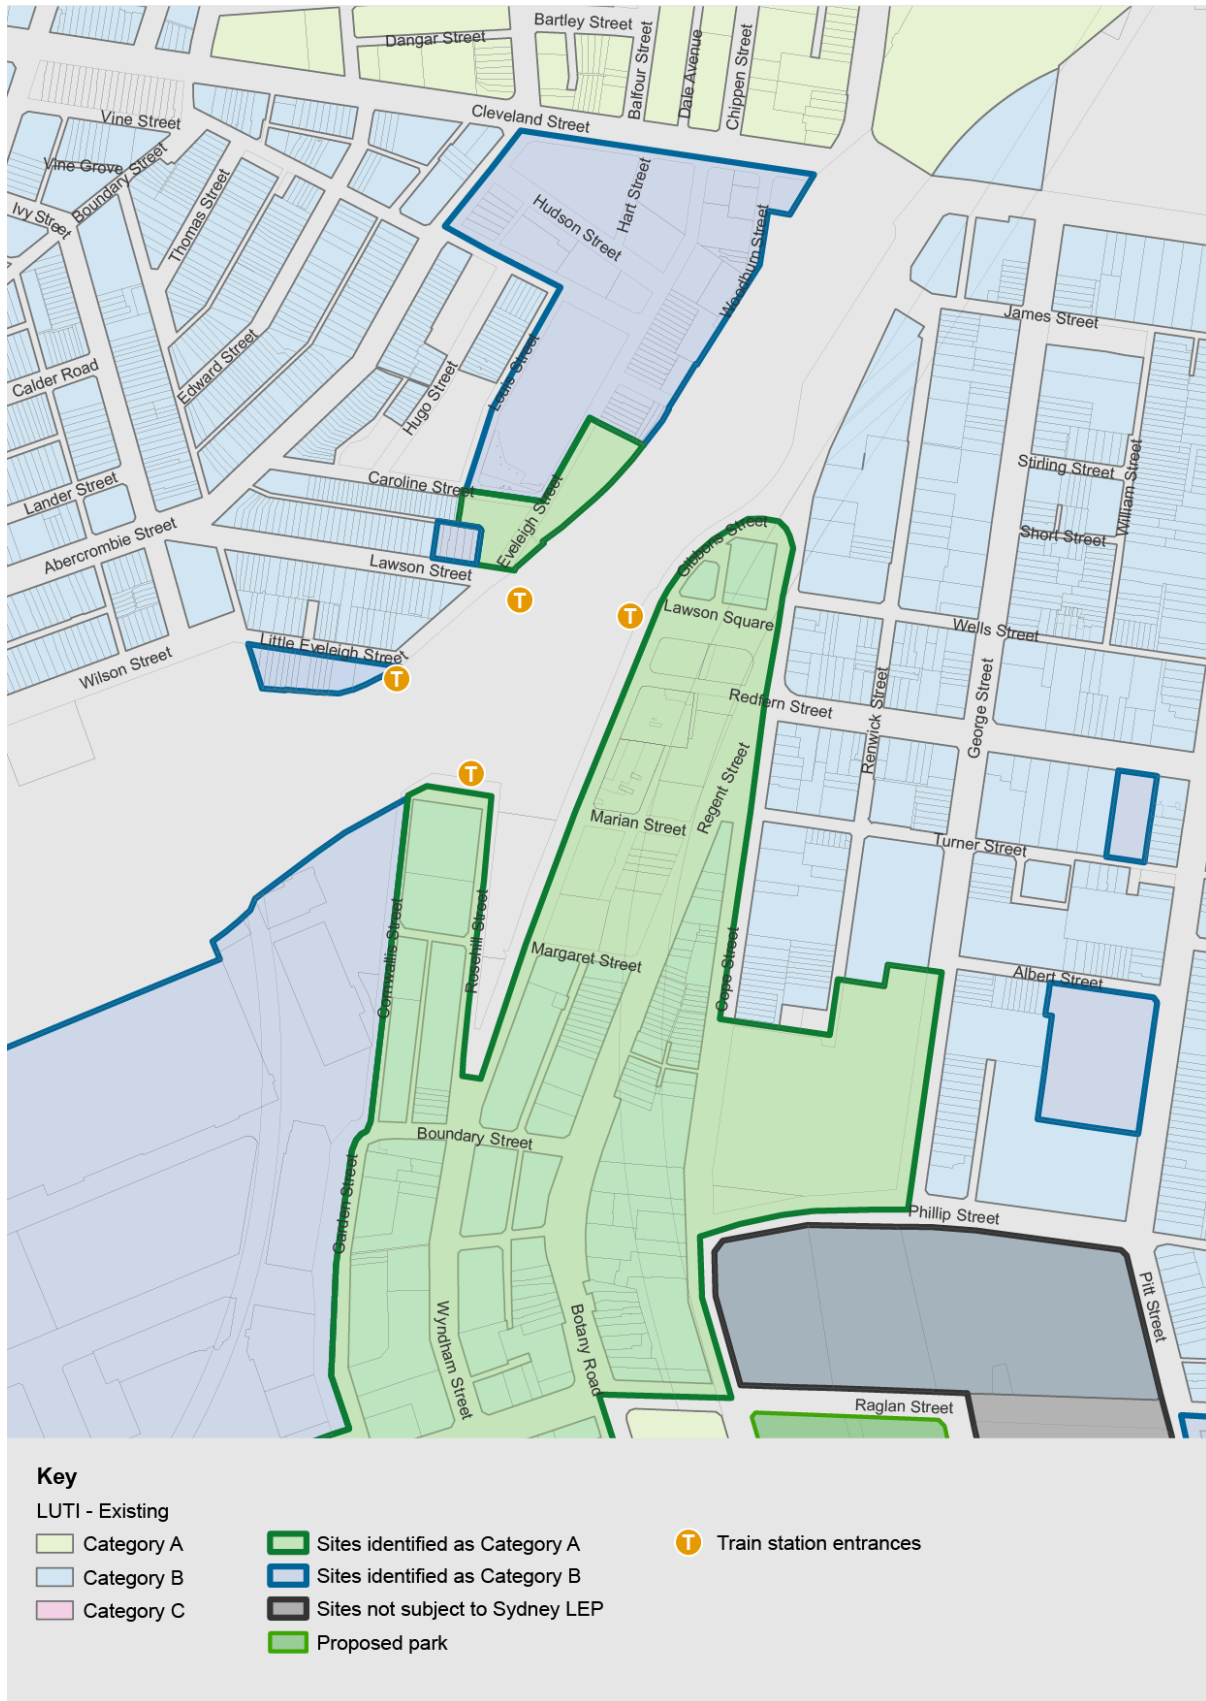 Bartley Street
Dangar Street
Balfour Street
Dale Avenue
Chippen Street
Cleveland Street
Vine Street
Vine Grove
Boundary Street
Ivy Street
Thomas Street
Hart Street
Hudson Street
Woodburn Street
James Street
Calder Road
Edward Street
Hugo Street
Louis Street
Stirling Street
William Street
Lander Street
Caroline Street
Eveleigh Street
Short Street
Abercrombie Street
Lawson Street
Gibbons Street
T
T
Lawson Square
Wells Street
Little Eveleigh Street
Wilson Street
T
Redfern Street
Renwick Street
George Street
T
Regent Street
Marian Street
Turner Street
Cornwallis Street
Rosehill Street
Margaret Street
Cope Street
Albert Street
Boundary Street
Garden Street
Phillip Street
Pitt Street
Wyndham Street
Botany Road
Raglan Street
Key
LUTI - Existing
Category A
Category B
Category C
Sites identified as Category A
Sites identified as Category B
Sites not subject to Sydney LEP
Proposed park
T Train station entrances